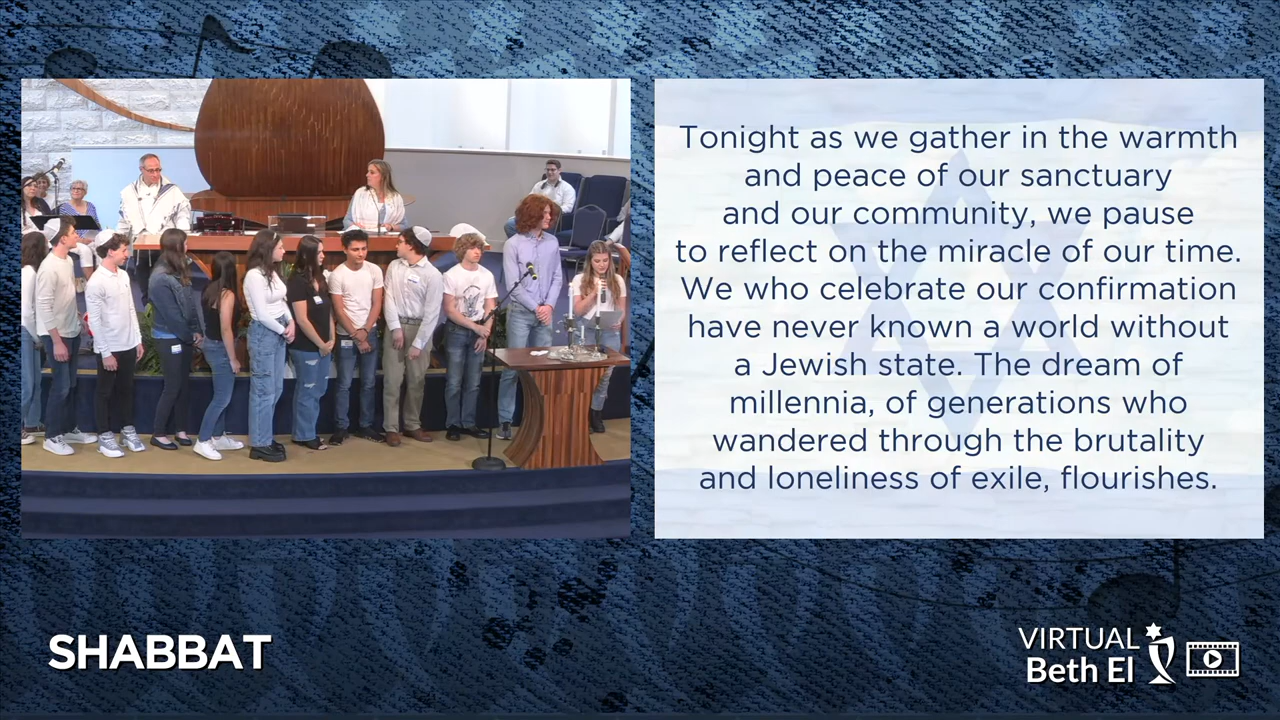 Tonight as we gather in the warmth
and peace of our sanctuary
and our community, we pause
to reflect on the miracle of our time.
We who celebrate our confirmation
have never known a world without
a Jewish state. The dream of
millennia, of generations who
wandered through the brutality
and loneliness of exile, flourishes.
SHABBAT
VIRTUAL
Beth El